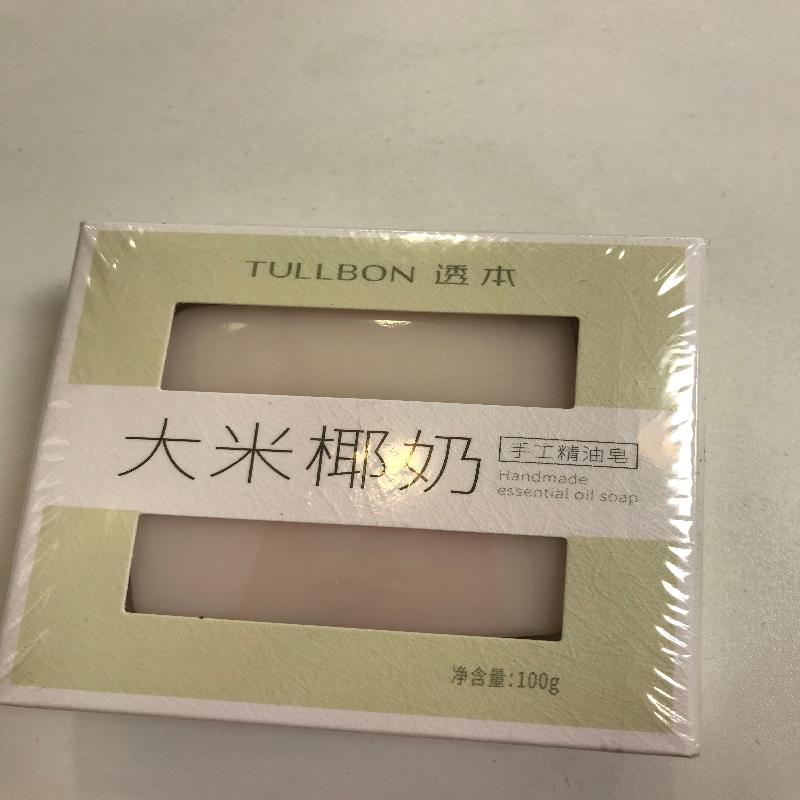 TULLBON 透本
大米椰奶
手工精油皂
Handmade
essential oil soap
净含量:100g